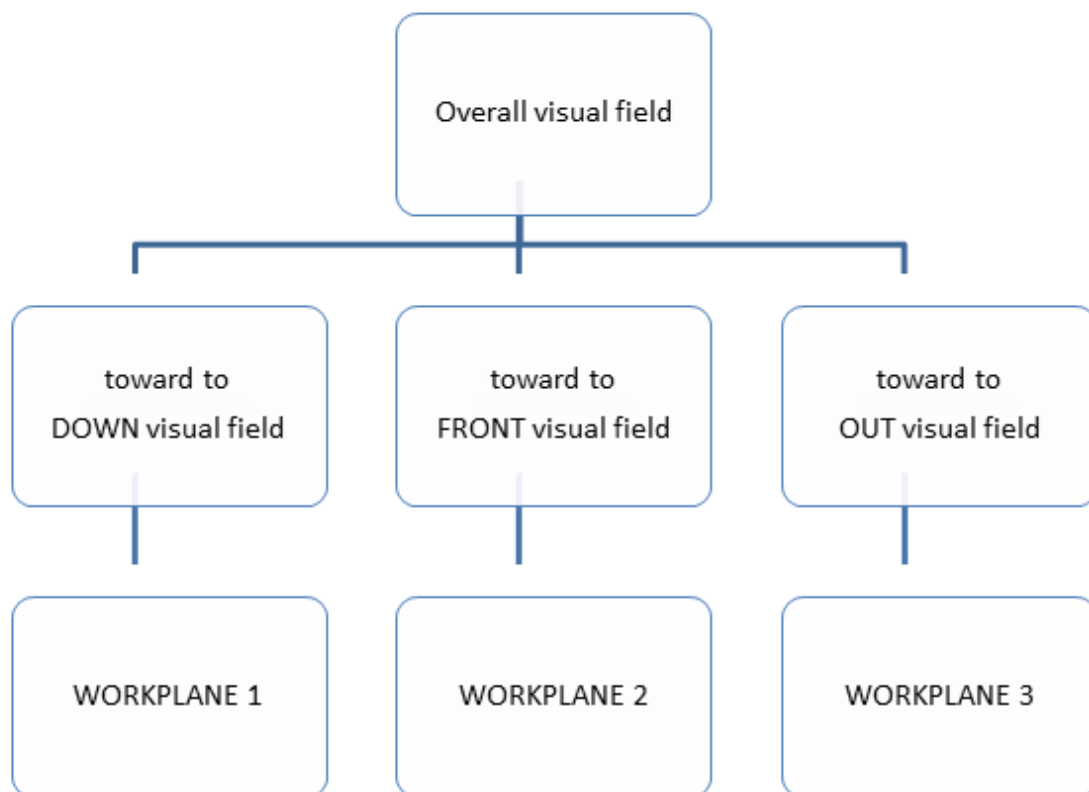 Overall visual field
toward to
DOWN visual field
toward to
FRONT visual field
toward to
OUT visual field
WORKPLANE 1
WORKPLANE 2
WORKPLANE 3